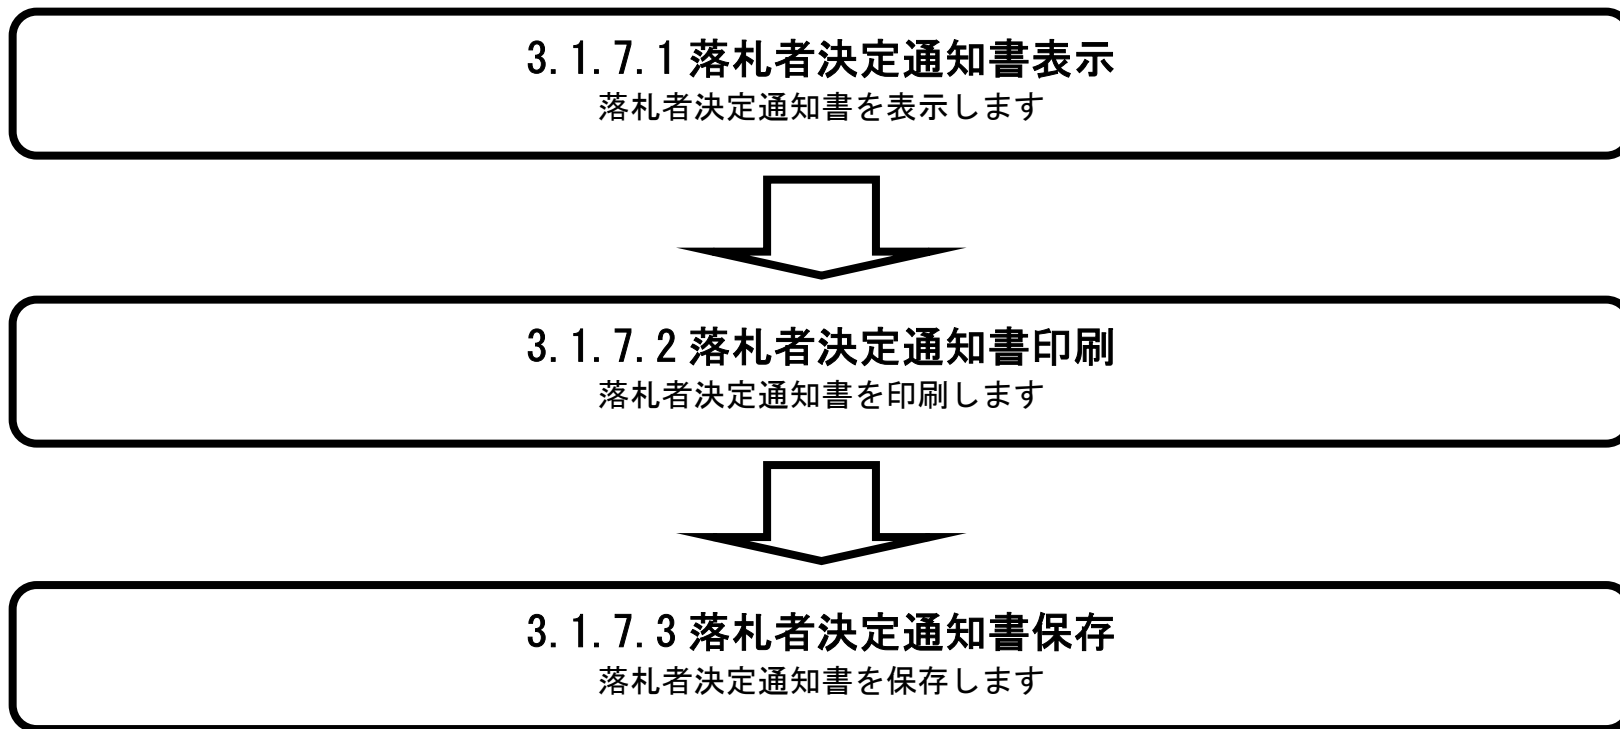 3.1.7.1 落札者決定通知書表示
落札者決定通知書を表示します
3.1.7.2 落札者決定通知書印刷
落札者決定通知書を印刷します
3.1.7.3 落札者決定通知書保存
落札者決定通知書を保存します